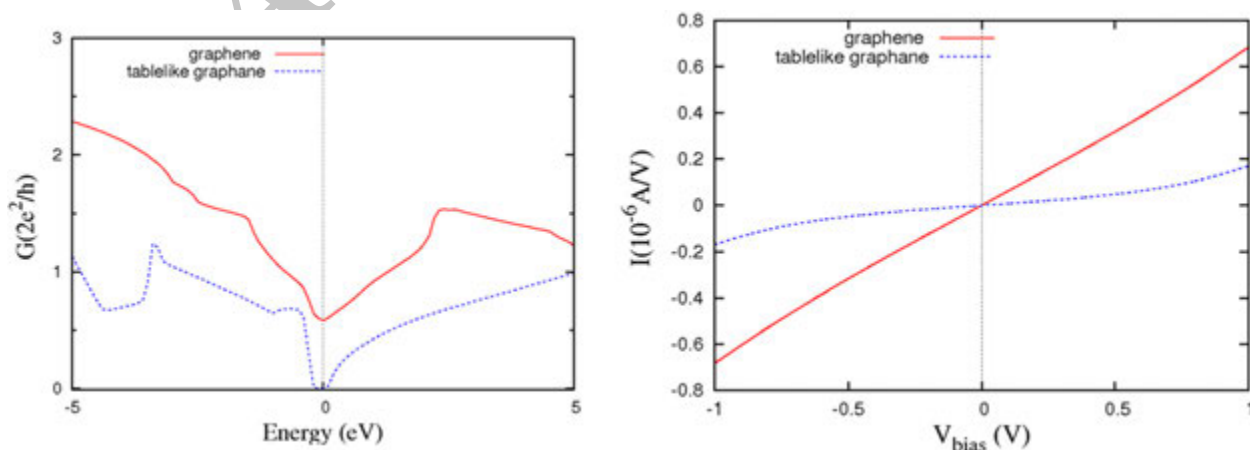 graphene
tablelike graphane
3
2
1
0
G(2e²/h)
-5
0
5
Energy (eV)
graphene
tablelike graphane
0.8
0.6
0.4
0.2
0
-0.2
-0.4
-0.6
-0.8
I(10⁻⁶A/V)
-1
-0.5
0
0.5
1
V_bias (V)